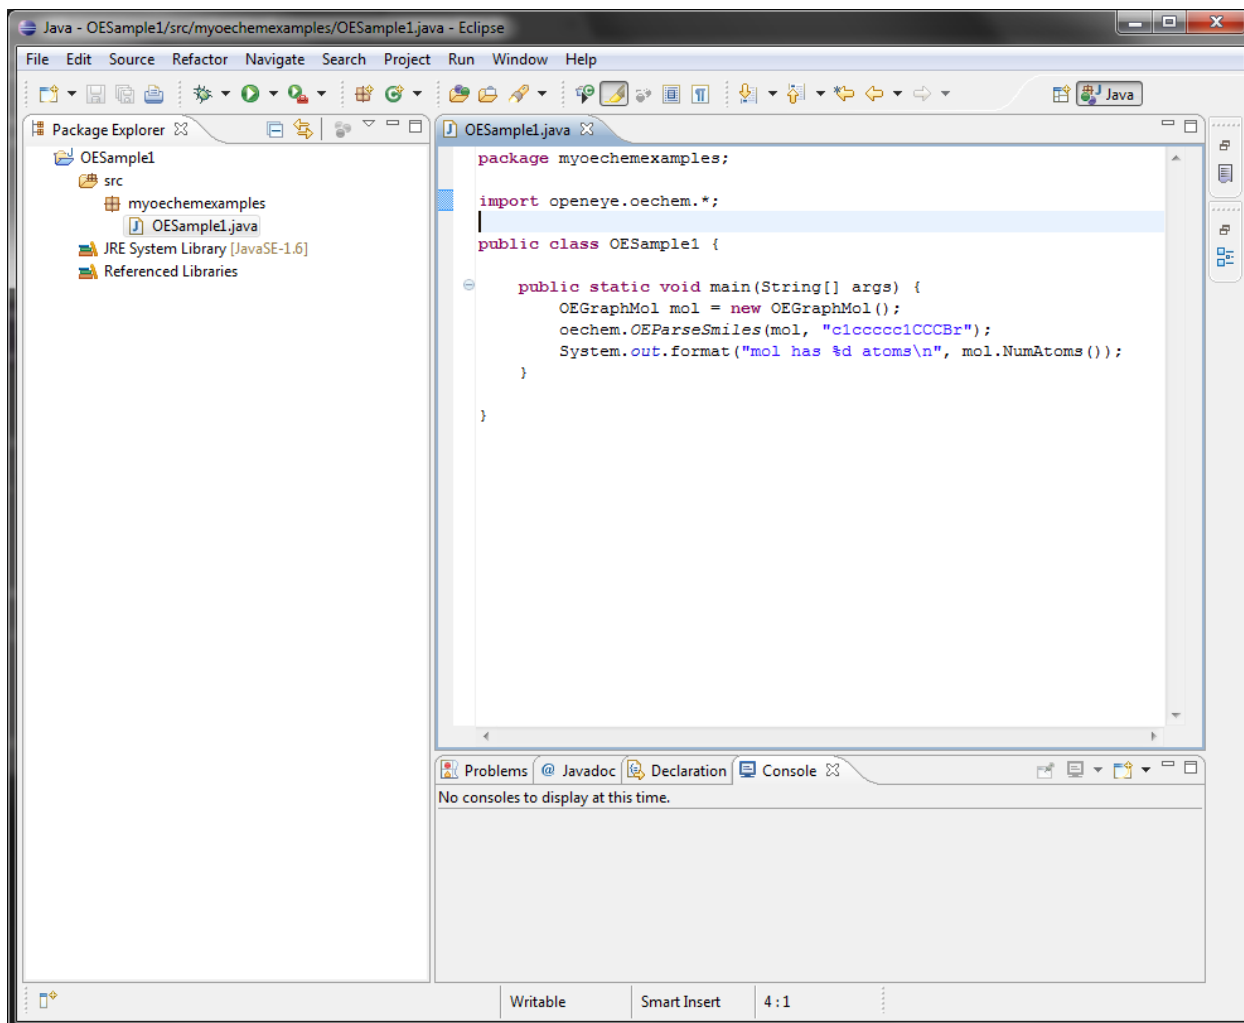 Java - OESample1/src/myoechemexamples/OESample1.java - Eclipse
File Edit Source Refactor Navigate Search Project Run Window Help
Java
Package Explorer
OESample1
src
myoechemexamples
OESample1.java
JRE System Library [JavaSE-1.6]
Referenced Libraries
OESample1.java
package myoechemexamples;
import openeye.oechem.*;
public class OESample1 {
public static void main(String[] args) {
OEGraphMol mol = new OEGraphMol();
oechem.OEParseSmiles(mol, "c1ccccc1CCCBr");
System.out.format("mol has %d atoms\n", mol.NumAtoms());
}
}
Problems @ Javadoc Declaration Console
No consoles to display at this time.
Writable Smart Insert 4 : 1